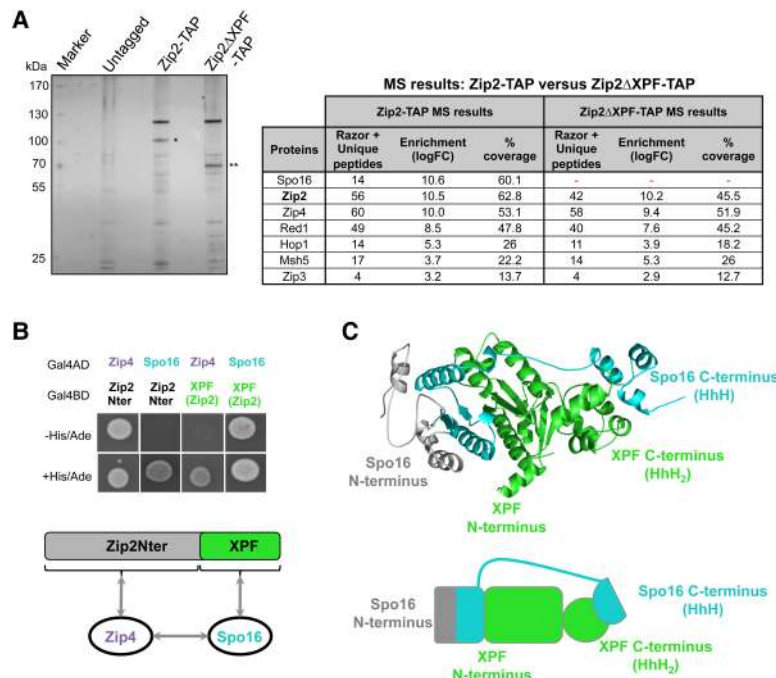 A
Marker
Untagged
Zip2-TAP
Zip2ΔXPF
-TAP
kDa
170
130
100
70
55
25
*
**
MS results: Zip2-TAP versus Zip2ΔXPF-TAP
Zip2-TAP MS results Zip2ΔXPF-TAP MS results
Proteins Razor + Unique peptides Enrichment (logFC) % coverage Razor + Unique peptides Enrichment (logFC) % coverage
Spo16 14 10.6 60.1 - - -
Zip2 56 10.5 62.8 42 10.2 45.5
Zip4 60 10.0 53.1 58 9.4 51.9
Red1 49 8.5 47.8 40 7.6 45.2
Hop1 14 5.3 26 11 3.9 18.2
Msh5 17 3.7 22.2 14 5.3 26
Zip3 4 3.2 13.7 4 2.9 12.7
B
Gal4AD Zip4 Spo16 Zip4 Spo16
Gal4BD Zip2 Nter Zip2 Nter XPF (Zip2) XPF (Zip2)
-His/Ade
+His/Ade
Zip2Nter XPF
Zip4 Spo16
C
Spo16 C-terminus
(HhH)
Spo16
N-terminus
XPF C-terminus
(HhH2)
XPF
N-terminus
Spo16
N-terminus
Spo16 C-terminus
(HhH)
XPF C-terminus
(HhH2)
XPF
N-terminus